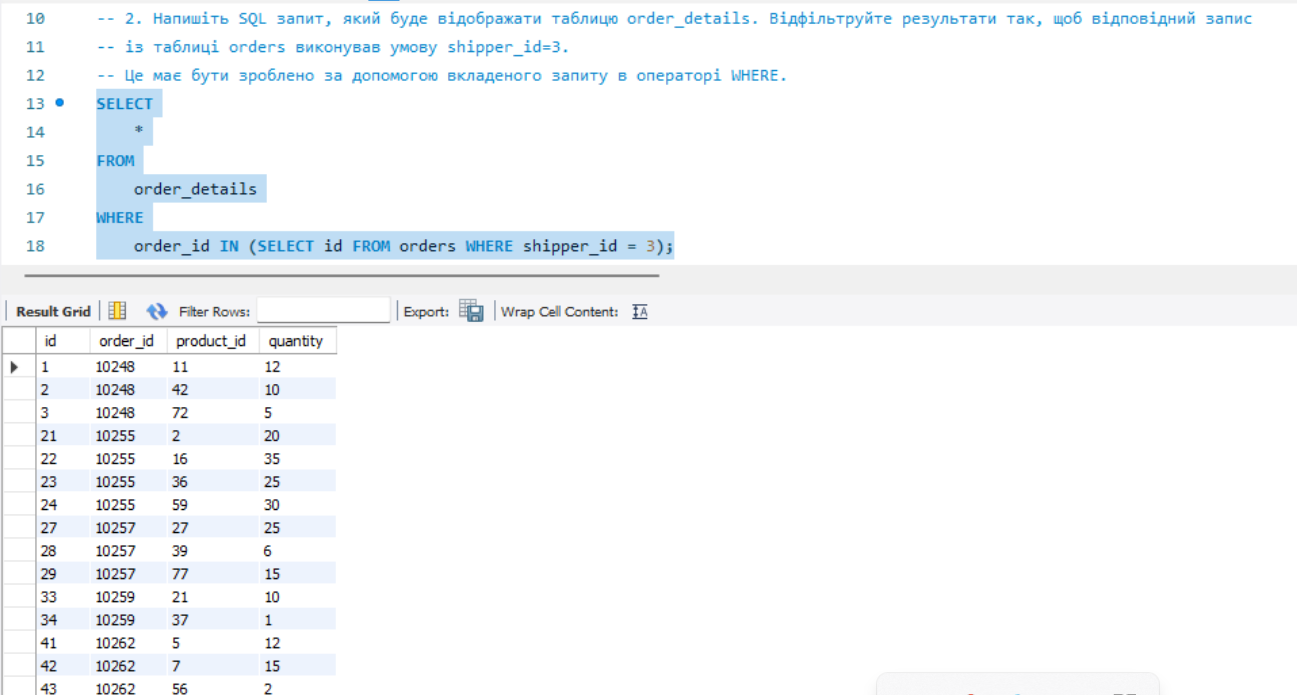 10 -- 2. Напишіть SQL запит, який буде відображати таблицю order_details. Відфільтруйте результати так, щоб відповідний запис
11 -- із таблиці orders виконував умову shipper_id=3.
12 -- Це має бути зроблено за допомогою вкладеного запиту в операторі WHERE.
13 SELECT
14 *
15 FROM
16 order_details
17 WHERE
18 order_id IN (SELECT id FROM orders WHERE shipper_id = 3);
Result Grid Filter Rows: Export: Wrap Cell Content: IA
id order_id product_id quantity
1 10248 11 12
2 10248 42 10
3 10248 72 5
21 10255 2 20
22 10255 16 35
23 10255 36 25
24 10255 59 30
27 10257 27 25
28 10257 39 6
29 10257 77 15
33 10259 21 10
34 10259 37 1
41 10262 5 12
42 10262 7 15
43 10262 56 2